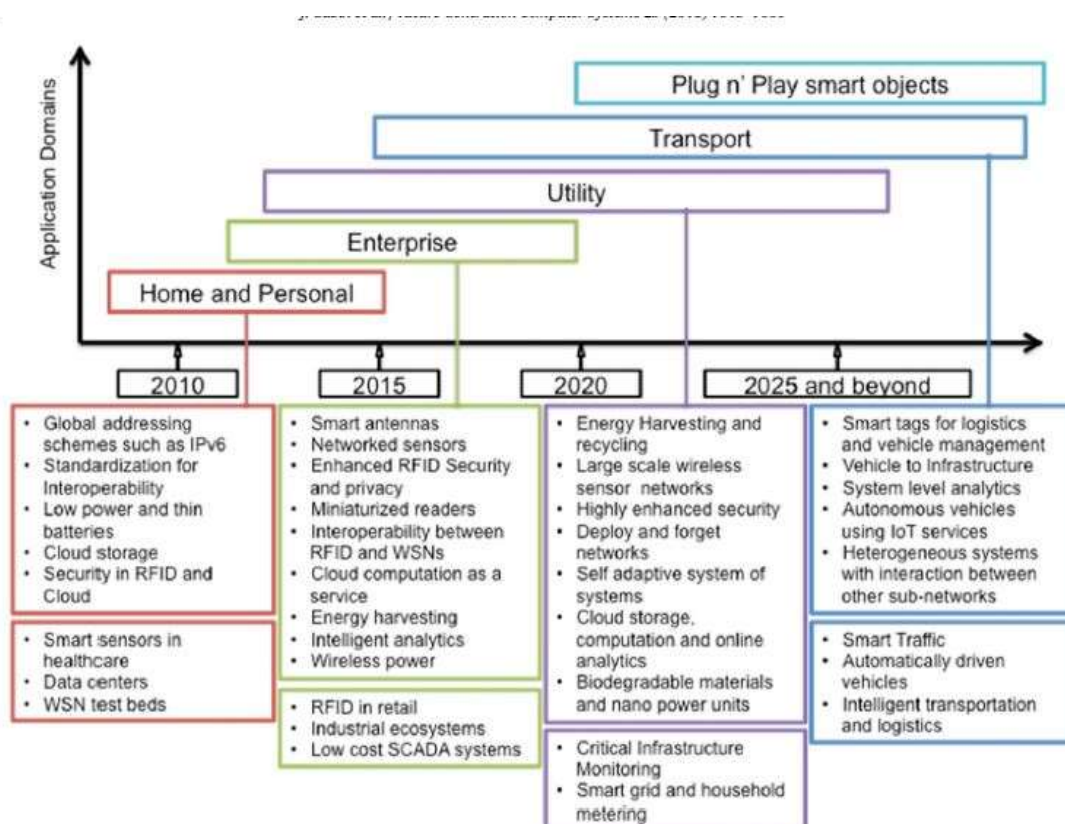 Plug n' Play smart objects
Transport
Utility
Enterprise
Home and Personal
Application Domains
2010
2015
2020
2025 and beyond
• Global addressing
schemes such as IPv6
• Standardization for
Interoperability
• Low power and thin
batteries
• Cloud storage
• Security in RFID and
Cloud
• Smart sensors in
healthcare
• Data centers
• WSN test beds
• Smart antennas
• Networked sensors
• Enhanced RFID Security
and privacy
• Miniaturized readers
• Interoperability between
RFID and WSNs
• Cloud computation as a
service
• Energy harvesting
• Intelligent analytics
• Wireless power
• RFID in retail
• Industrial ecosystems
• Low cost SCADA systems
• Energy Harvesting and
recycling
• Large scale wireless
sensor networks
• Highly enhanced security
• Deploy and forget
networks
• Self adaptive system of
systems
• Cloud storage,
computation and online
analytics
• Biodegradable materials
and nano power units
• Critical Infrastructure
Monitoring
• Smart grid and household
metering
• Smart tags for logistics
and vehicle management
• Vehicle to Infrastructure
• System level analytics
• Autonomous vehicles
using IoT services
• Heterogeneous systems
with interaction between
other sub-networks
• Smart Traffic
• Automatically driven
vehicles
• Intelligent transportation
and logistics